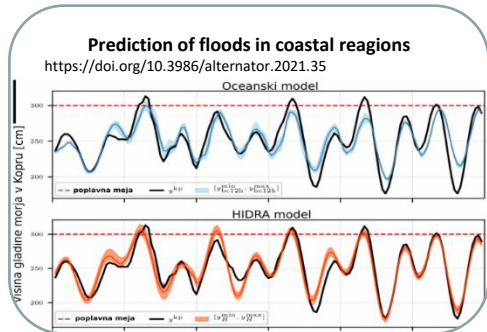 Prediction of floods in coastal reagions
https://doi.org/10.3986/alternator.2021.35
Oceanski model
višina gladine morja v Kopru [cm]
300
250
200
poplavna meja
HIDRA model
300
250
200
poplavna meja